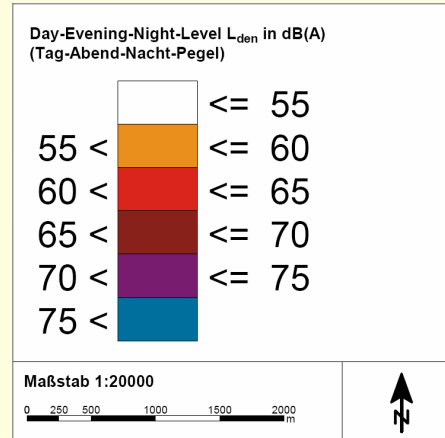 Day-Evening-Night-Level Lden in dB(A)
(Tag-Abend-Nacht-Pegel)
<= 55
55 < <= 60
60 < <= 65
65 < <= 70
70 < <= 75
75 <
Maßstab 1:20000
0 250 500 1000 1500 2000
m
N